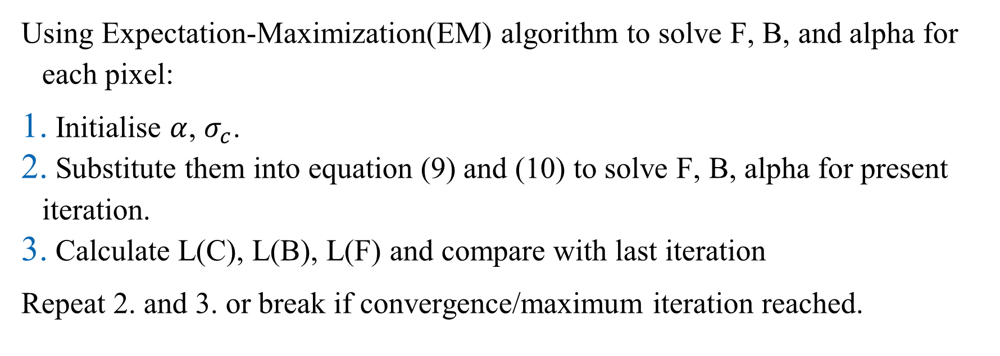 Using Expectation-Maximization(EM) algorithm to solve F, B, and alpha for
each pixel:
1. Initialise α, σc.
2. Substitute them into equation (9) and (10) to solve F, B, alpha for present
iteration.
3. Calculate L(C), L(B), L(F) and compare with last iteration
Repeat 2. and 3. or break if convergence/maximum iteration reached.